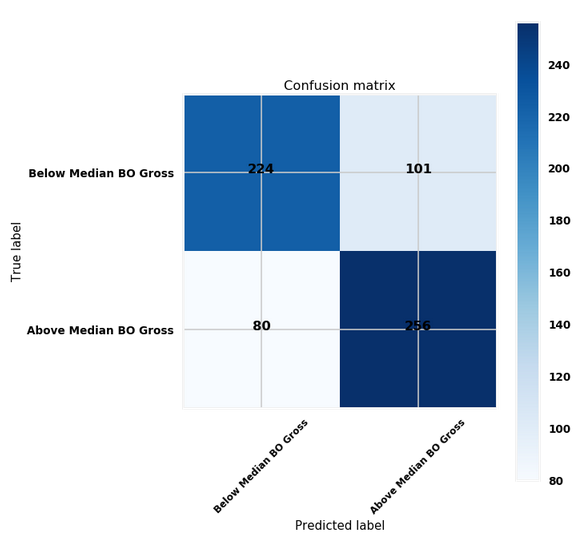 Confusion matrix
True label
Below Median BO Gross
224
101
Above Median BO Gross
80
256
Below Median BO Gross
Above Median BO Gross
Predicted label
240
220
200
180
160
140
120
100
80